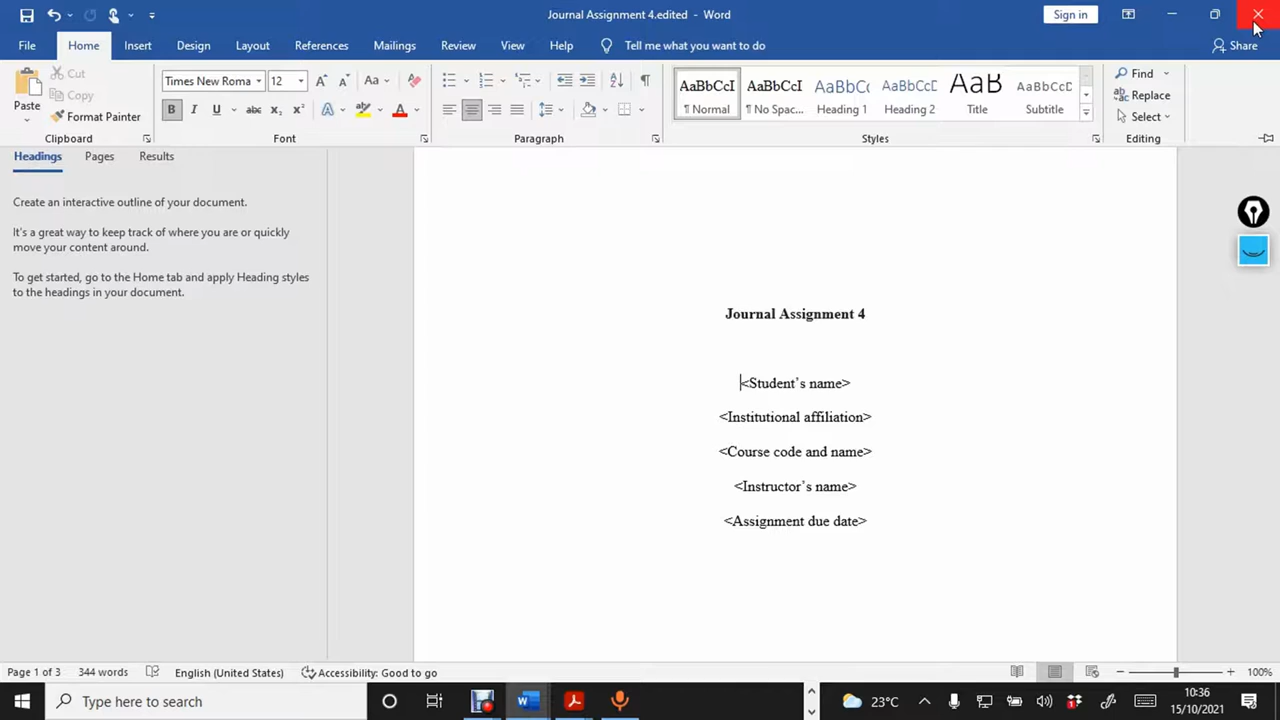 Journal Assignment 4.edited - Word
Sign in
File Home Insert Design Layout References Mailings Review View Help Tell me what you want to do Share
Paste
Cut
Copy
Format Painter
Clipboard
Times New Roma 12 Aa
B I U abc x₂ x² A A
Font
Paragraph
AaBbCcI AaBbCcI AaBbCc AaBbCcL AaB AaBbCcC
¶ Normal ¶ No Spac... Heading 1 Heading 2 Title Subtitle
Styles
Find
Replace
Select
Editing
Headings Pages Results
Create an interactive outline of your document.
It's a great way to keep track of where you are or quickly
move your content around.
To get started, go to the Home tab and apply Heading styles
to the headings in your document.
Journal Assignment 4
<Student’s name>
<Institutional affiliation>
<Course code and name>
<Instructor’s name>
<Assignment due date>
Page 1 of 3 344 words English (United States) Accessibility: Good to go 100%
Type here to search
23°C
10:36
15/10/2021